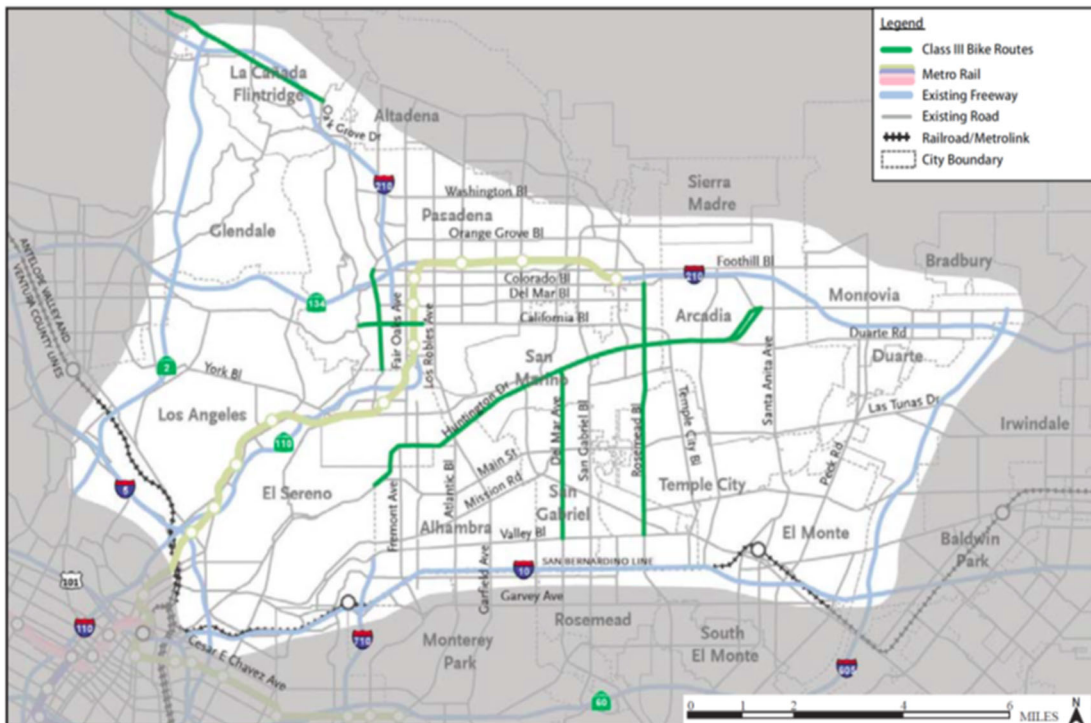 Legend
Class III Bike Routes
Metro Rail
Existing Freeway
Existing Road
Railroad/Metrolink
City Boundary
La Cañada
Flintridge
Oak Grove Dr
Altadena
210
Washington Bl
Sierra
Madre
Pasadena
Glendale
Orange Grove Bl
Foothill Bl
Bradbury
ANTELOPE VALLEY AND
VENTURA COUNTY LINES
Colorado Bl
210
Del Mar Bl
134
Monrovia
Fair Oaks Ave
Los Robles Ave
California Bl
Arcadia
Duarte Rd
Duarte
2
York Bl
San
Marino
Santa Anita Ave
Los Angeles
Huntington Dr
Las Tunas Dr
Irwindale
110
Del Mar Ave
San Gabriel Bl
Rosemead Bl
Temple City Bl
Peck Rd
Main St
Mission Rd
Atlantic Bl
5
El Sereno
Temple City
San
Gabriel
Fremont Ave
Alhambra
Valley Bl
El Monte
Baldwin
Park
SAN BERNARDINO LINE
10
101
Garfield Ave
Garvey Ave
Rosemead
110
710
Monterey
Park
South
El Monte
Cesar E Chavez Ave
605
60
0 1 2 4 6
MILES
N